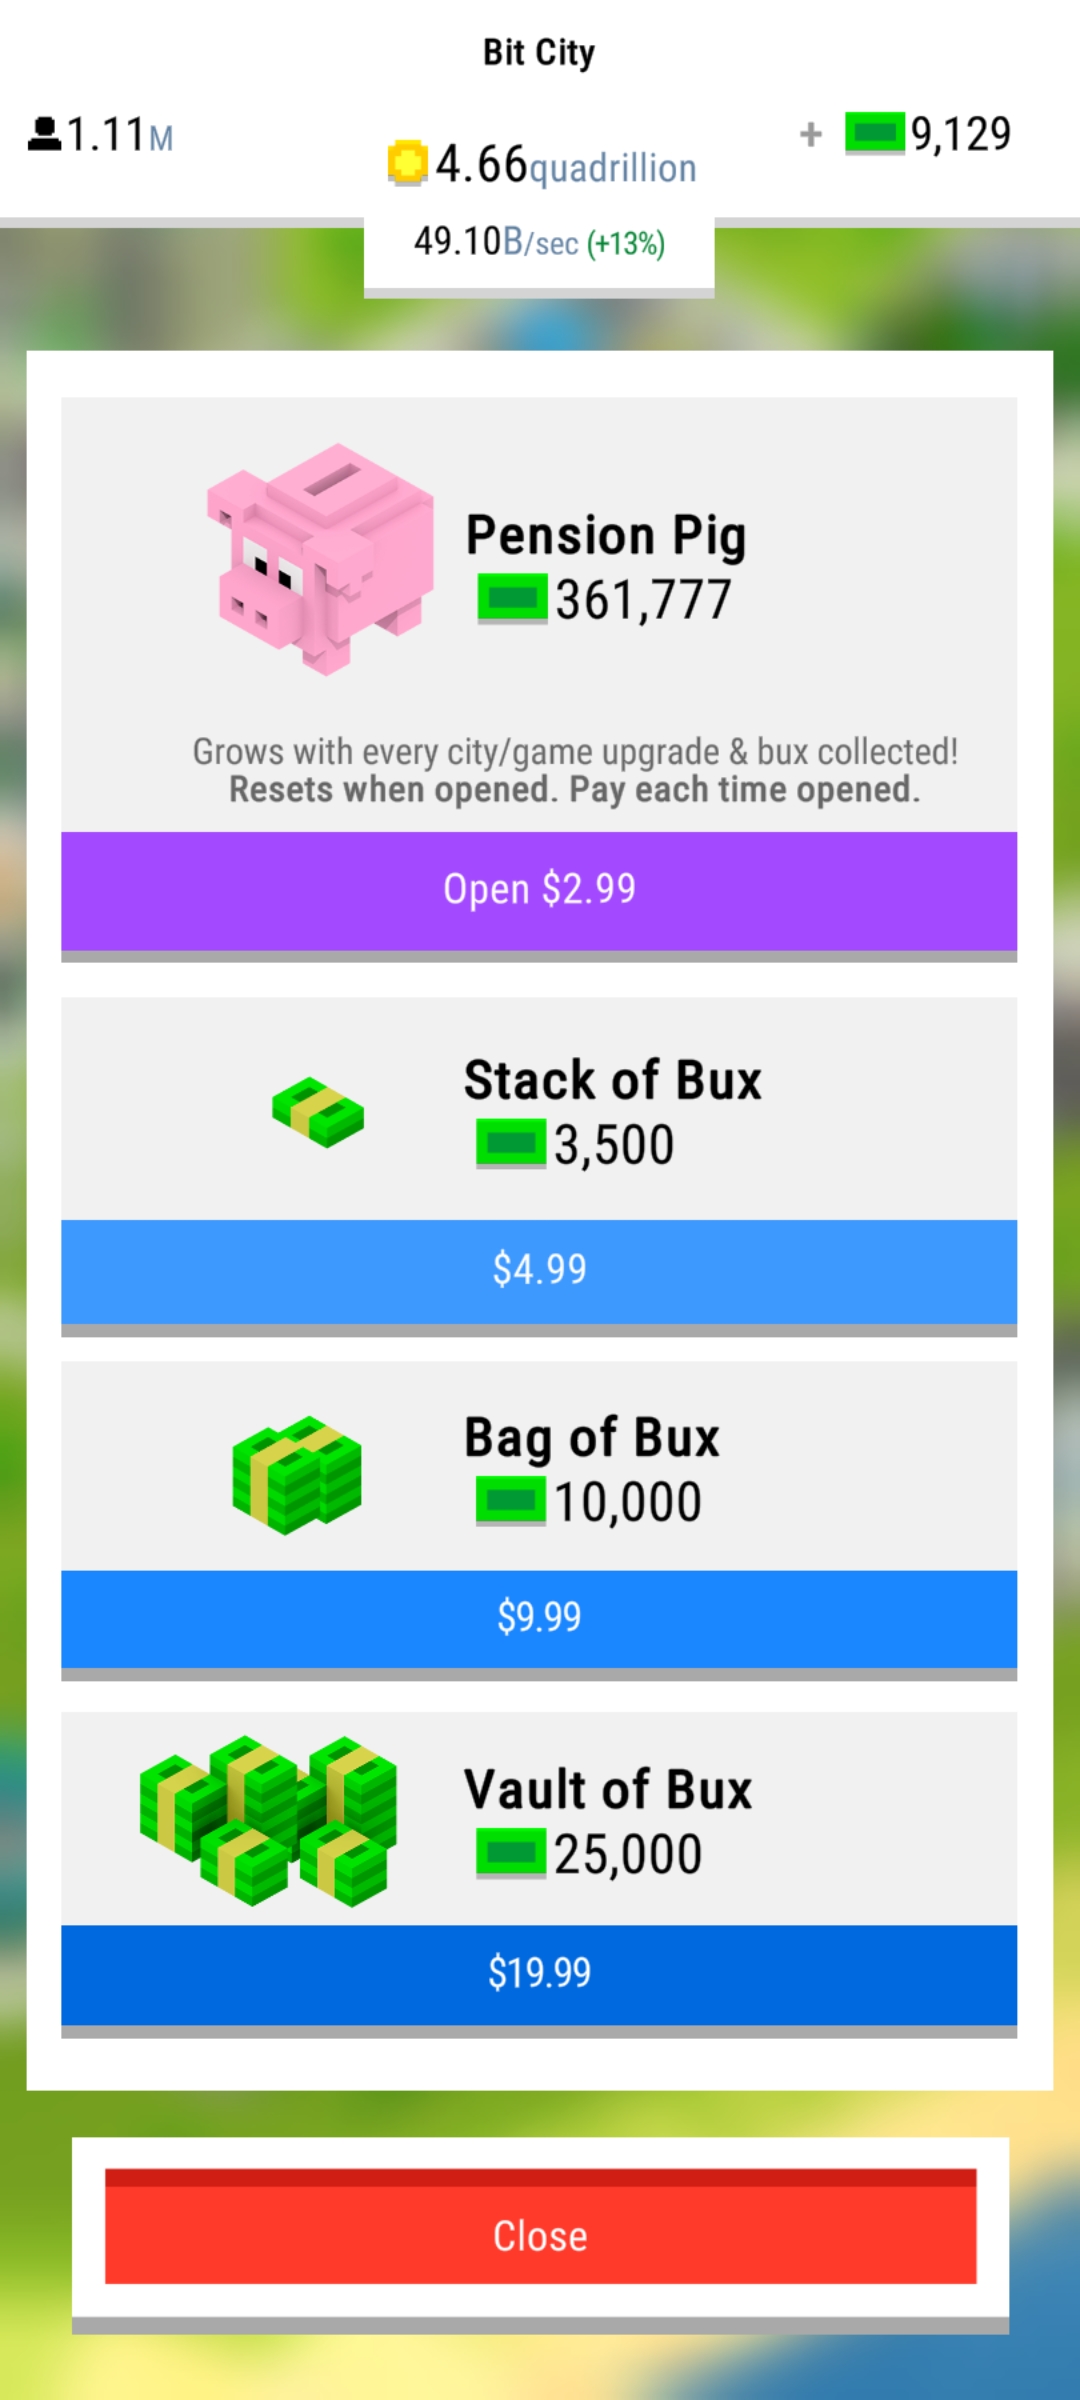 Bit City
1.11M
+ 9,129
4.66quadrillion
49.10B/sec (+13%)
Pension Pig
361,777
Grows with every city/game upgrade & bux collected!
Resets when opened. Pay each time opened.
Open $2.99
Stack of Bux
3,500
$4.99
Bag of Bux
10,000
$9.99
Vault of Bux
25,000
$19.99
Close